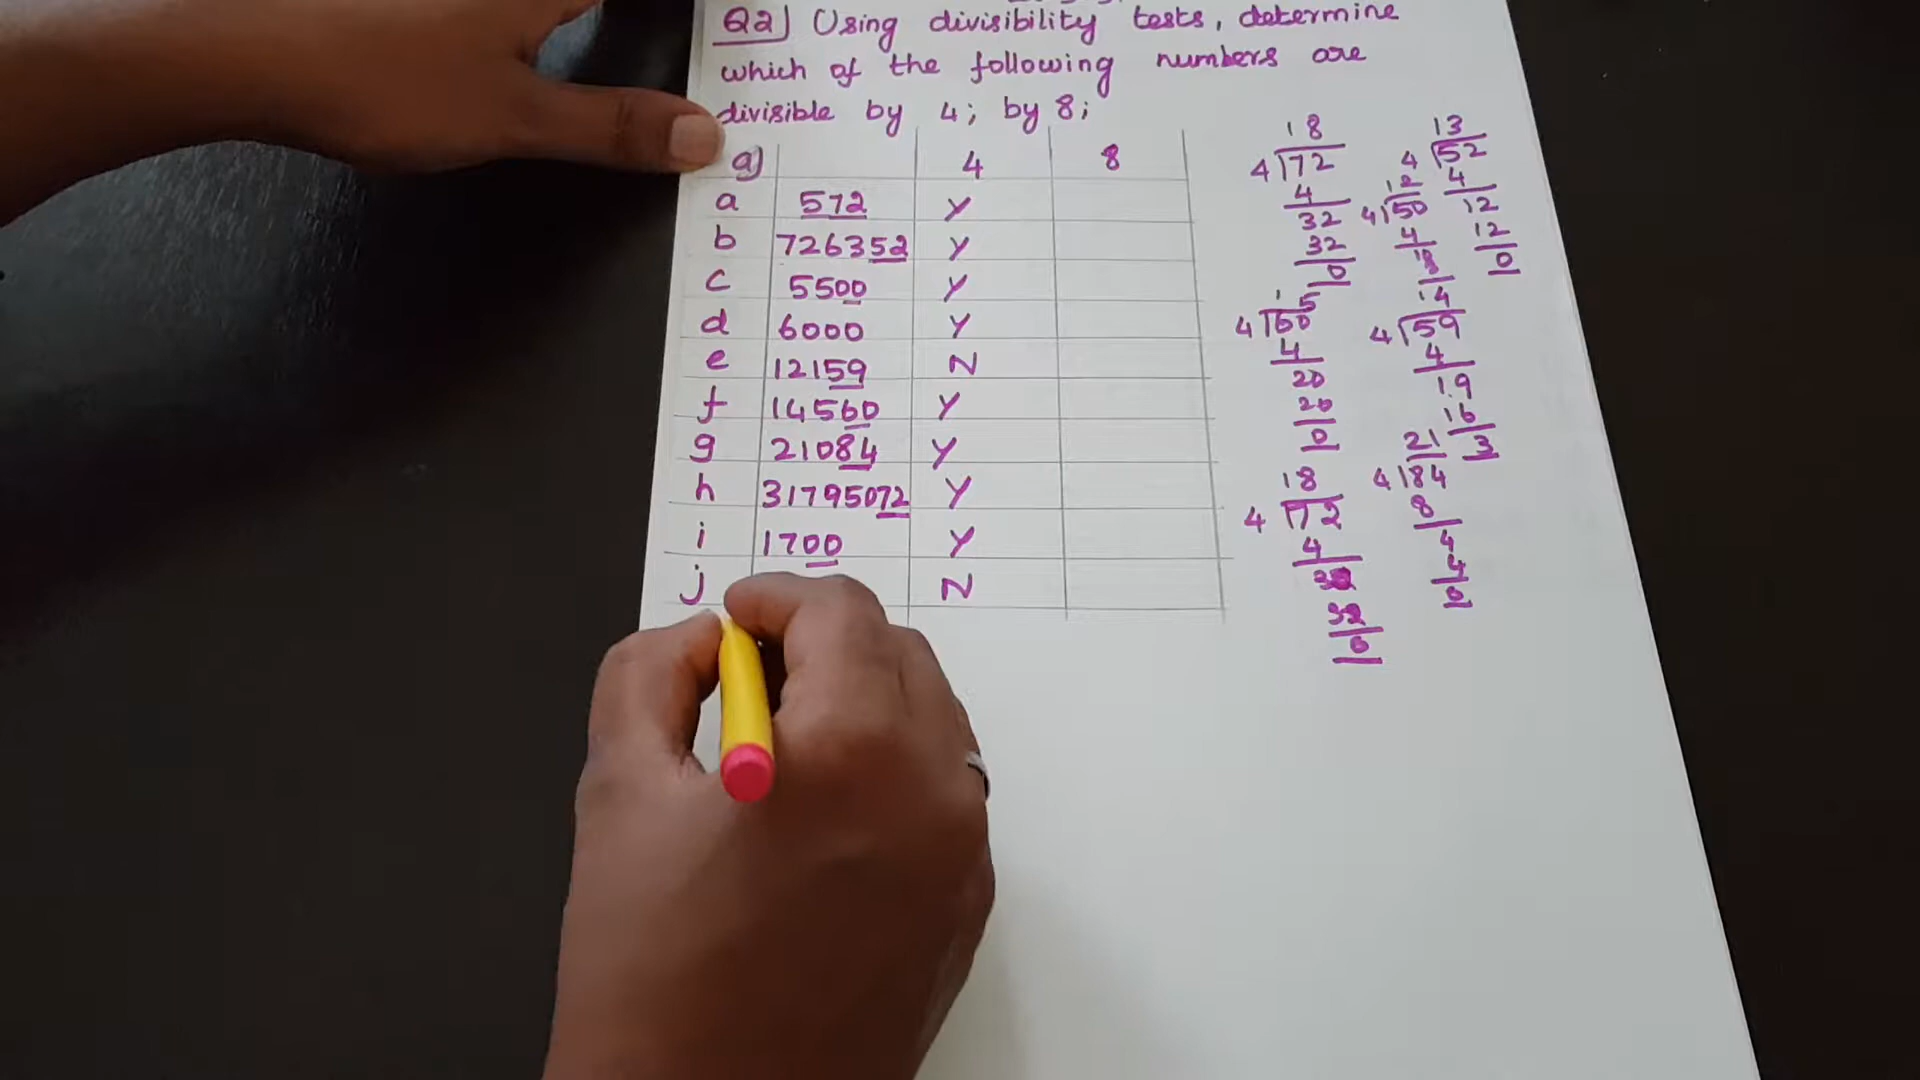 Q2) Using divisibility tests, determine
which of the following numbers are
divisible by 4; by 8;
a) 4 8
a 572 Y
b 726352 Y
c 5500 Y
d 6000 Y
e 12159 N
f 14560 Y
g 21084 Y
h 31795072 Y
i 1700 Y
j N
18
4)72
4
32
32
0
13
4)52
4
12
12
0
12
4)50
4
15
4)60
4
20
20
0
14
4)59
4
19
16
3
18
4)72
4
32
32
0
21
4)84
8
4
4
0